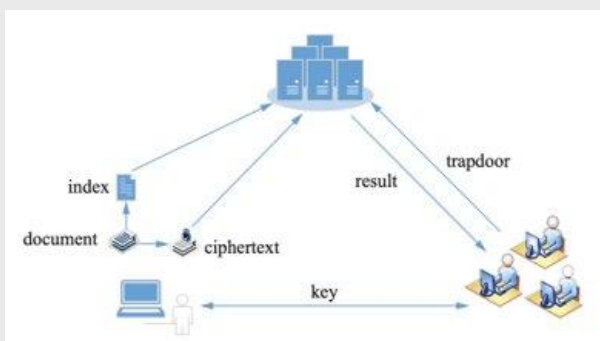 trapdoor
result
index
document
ciphertext
key